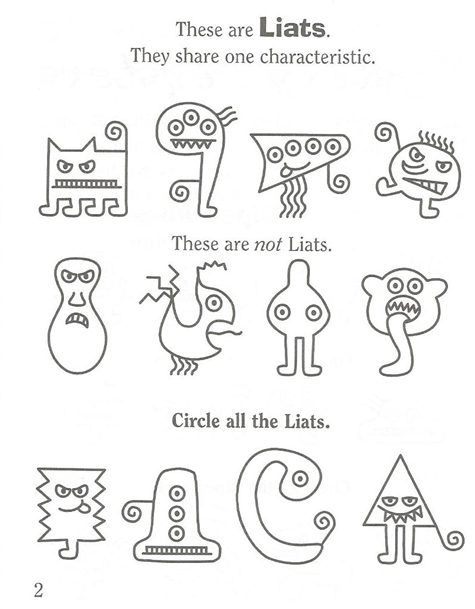 These are Liats.
They share one characteristic.
These are not Liats.
Circle all the Liats.
2